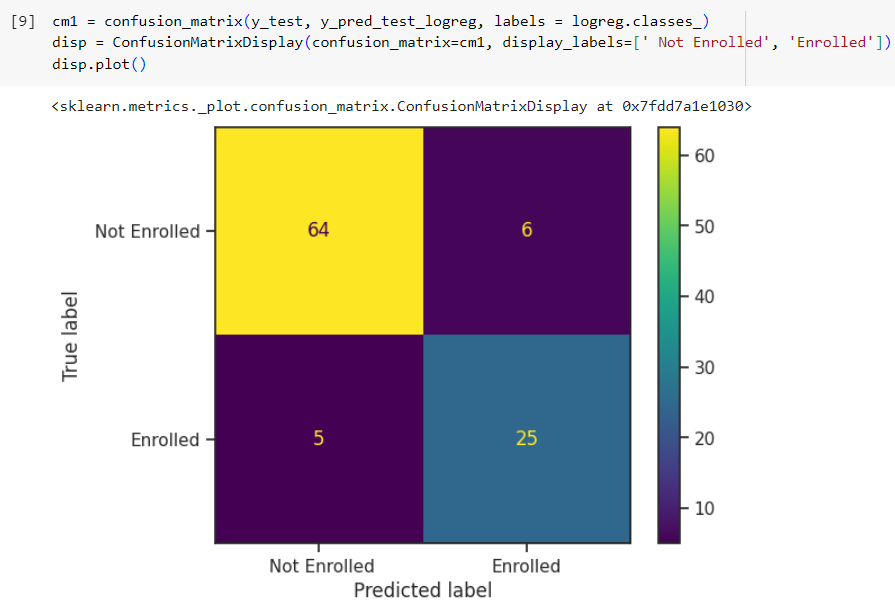 [9] cm1 = confusion_matrix(y_test, y_pred_test_logreg, labels = logreg.classes_)
disp = ConfusionMatrixDisplay(confusion_matrix=cm1, display_labels=[' Not Enrolled', 'Enrolled'])
disp.plot()
<sklearn.metrics._plot.confusion_matrix.ConfusionMatrixDisplay at 0x7fdd7a1e1030>
Not Enrolled
64
6
Enrolled
5
25
True label
Not Enrolled
Enrolled
Predicted label
60
50
40
30
20
10